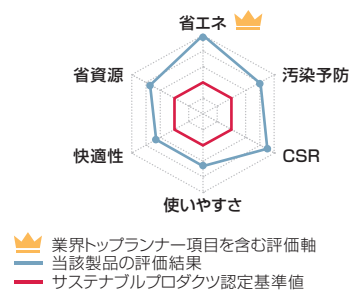 省エネ
省資源
汚染予防
快適性
CSR
使いやすさ
業界トップランナー項目を含む評価軸
当該製品の評価結果
サステナブルプロダクツ認定基準値